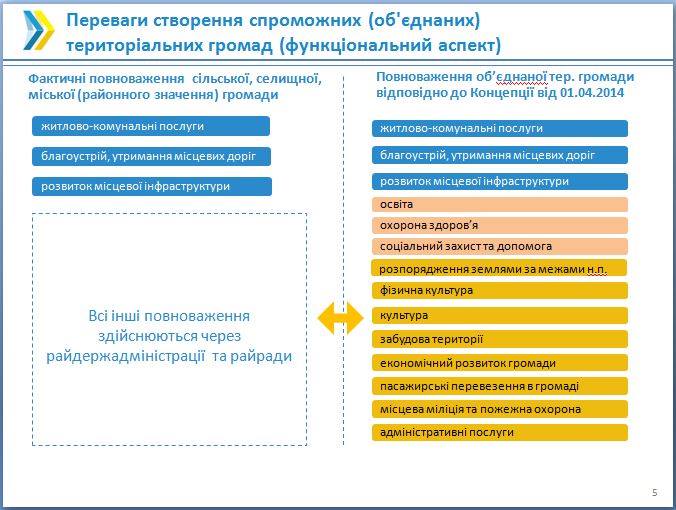 Переваги створення спроможних (об'єднаних)
територіальних громад (функціональний аспект)
Фактичні повноваження сільської, селищної,
міської (районного значення) громади
житлово-комунальні послуги
благоустрій, утримання місцевих доріг
розвиток місцевої інфраструктури
Всі інші повноваження
здійснюються через
райдержадміністрації та райради
Повноваження об’єднаної тер. громади
відповідно до Концепції від 01.04.2014
житлово-комунальні послуги
благоустрій, утримання місцевих доріг
розвиток місцевої інфраструктури
освіта
охорона здоров’я
соціальний захист та допомога
розпорядження землями за межами н.п.
фізична культура
культура
забудова території
економічний розвиток громади
пасажирські перевезення в громаді
місцева міліція та пожежна охорона
адміністративні послуги
5